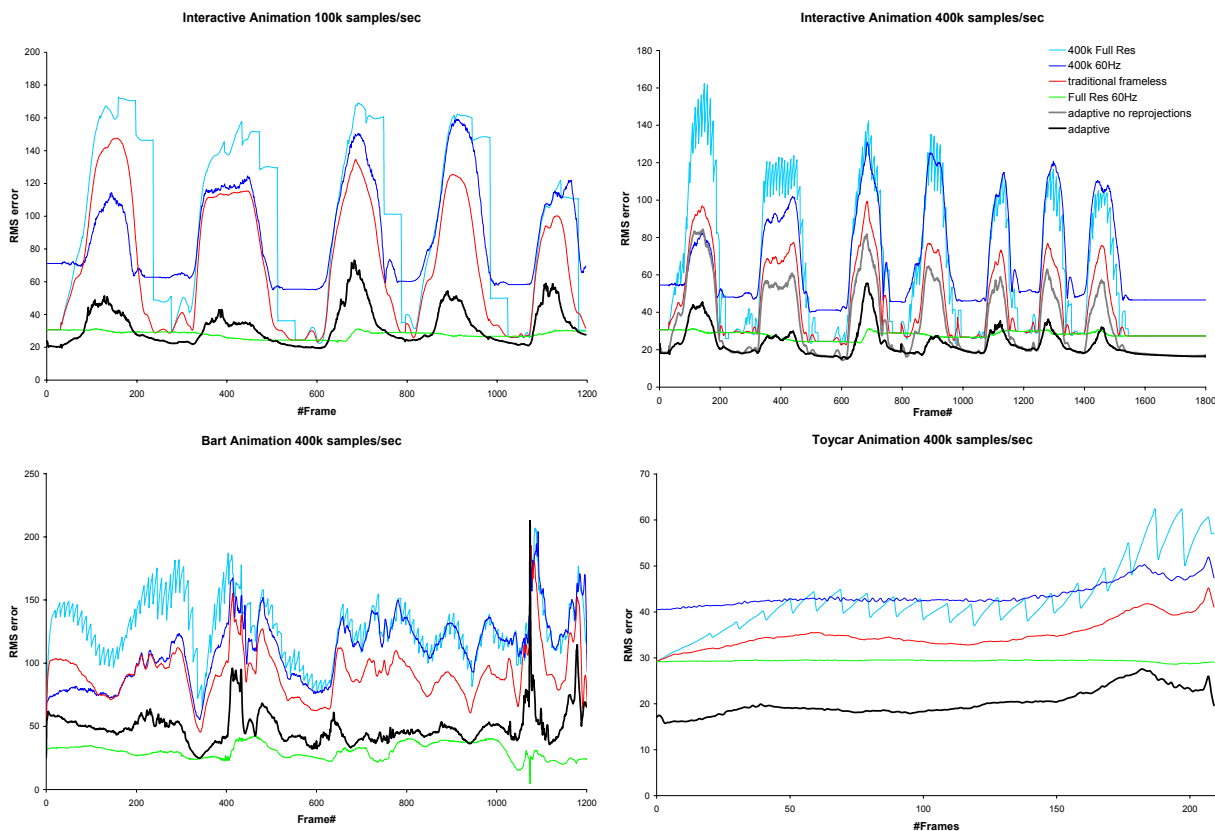 Interactive Animation 100k samples/sec
200
180
160
140
120
100
80
60
40
20
0
RMS error
0 200 400 600 800 1000 1200
#Frame
Interactive Animation 400k samples/sec
180
160
140
120
100
80
60
40
20
0
RMS error
400k Full Res
400k 60Hz
traditional frameless
Full Res 60Hz
adaptive no reprojections
adaptive
0 200 400 600 800 1000 1200 1400 1600 1800
Frame#
Bart Animation 400k samples/sec
250
200
150
100
50
0
RMS error
0 200 400 600 800 1000 1200
Frame#
Toycar Animation 400k samples/sec
70
60
50
40
30
20
10
0
RMS error
0 50 100 150 200
#Frames